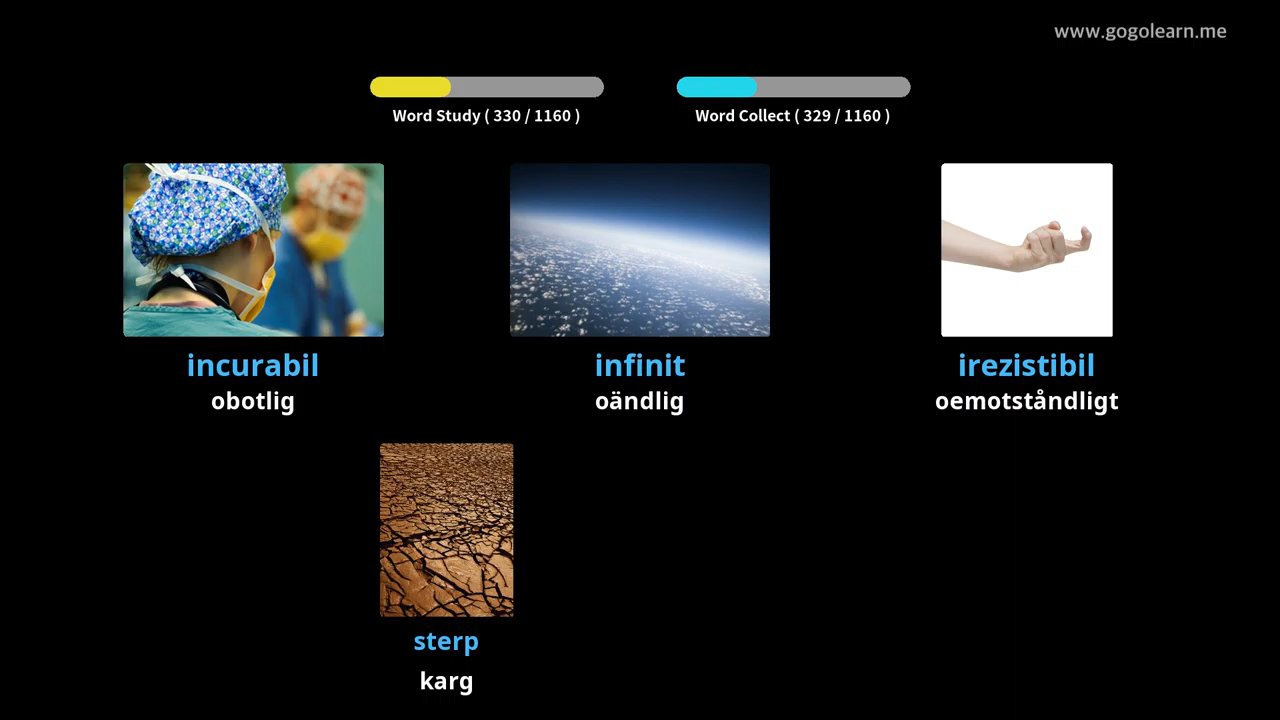 www.gogolearn.me
Word Study ( 330 / 1160 )
Word Collect ( 329 / 1160 )
incurabil
obotlig
infinit
oändlig
irezistibil
oemotståndligt
sterp
karg